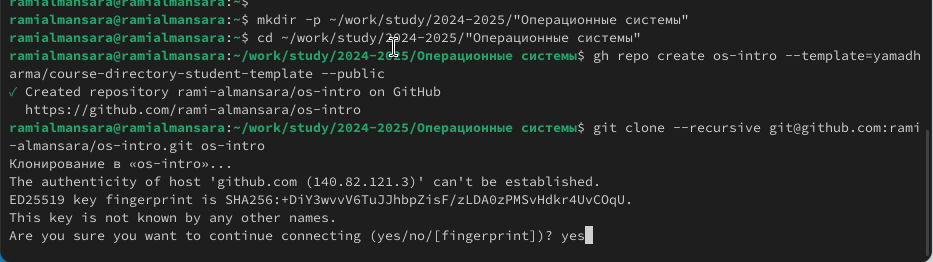 ramialmansara@ramialmansara:~$
ramialmansara@ramialmansara:~$ mkdir -p ~/work/study/2024-2025/"Операционные системы"
ramialmansara@ramialmansara:~$ cd ~/work/study/2024-2025/"Операционные системы"
ramialmansara@ramialmansara:~/work/study/2024-2025/Операционные системы$ gh repo create os-intro --template=yamadh
arma/course-directory-student-template --public
✓ Created repository rami-almansara/os-intro on GitHub
https://github.com/rami-almansara/os-intro
ramialmansara@ramialmansara:~/work/study/2024-2025/Операционные системы$ git clone --recursive git@github.com:rami
-almansara/os-intro.git os-intro
Клонирование в «os-intro»...
The authenticity of host 'github.com (140.82.121.3)' can't be established.
ED25519 key fingerprint is SHA256:+DiY3wvvV6TuJJhbpZisF/zLDA0zPMSvHdkr4UvCOqU.
This key is not known by any other names.
Are you sure you want to continue connecting (yes/no/[fingerprint])? yes